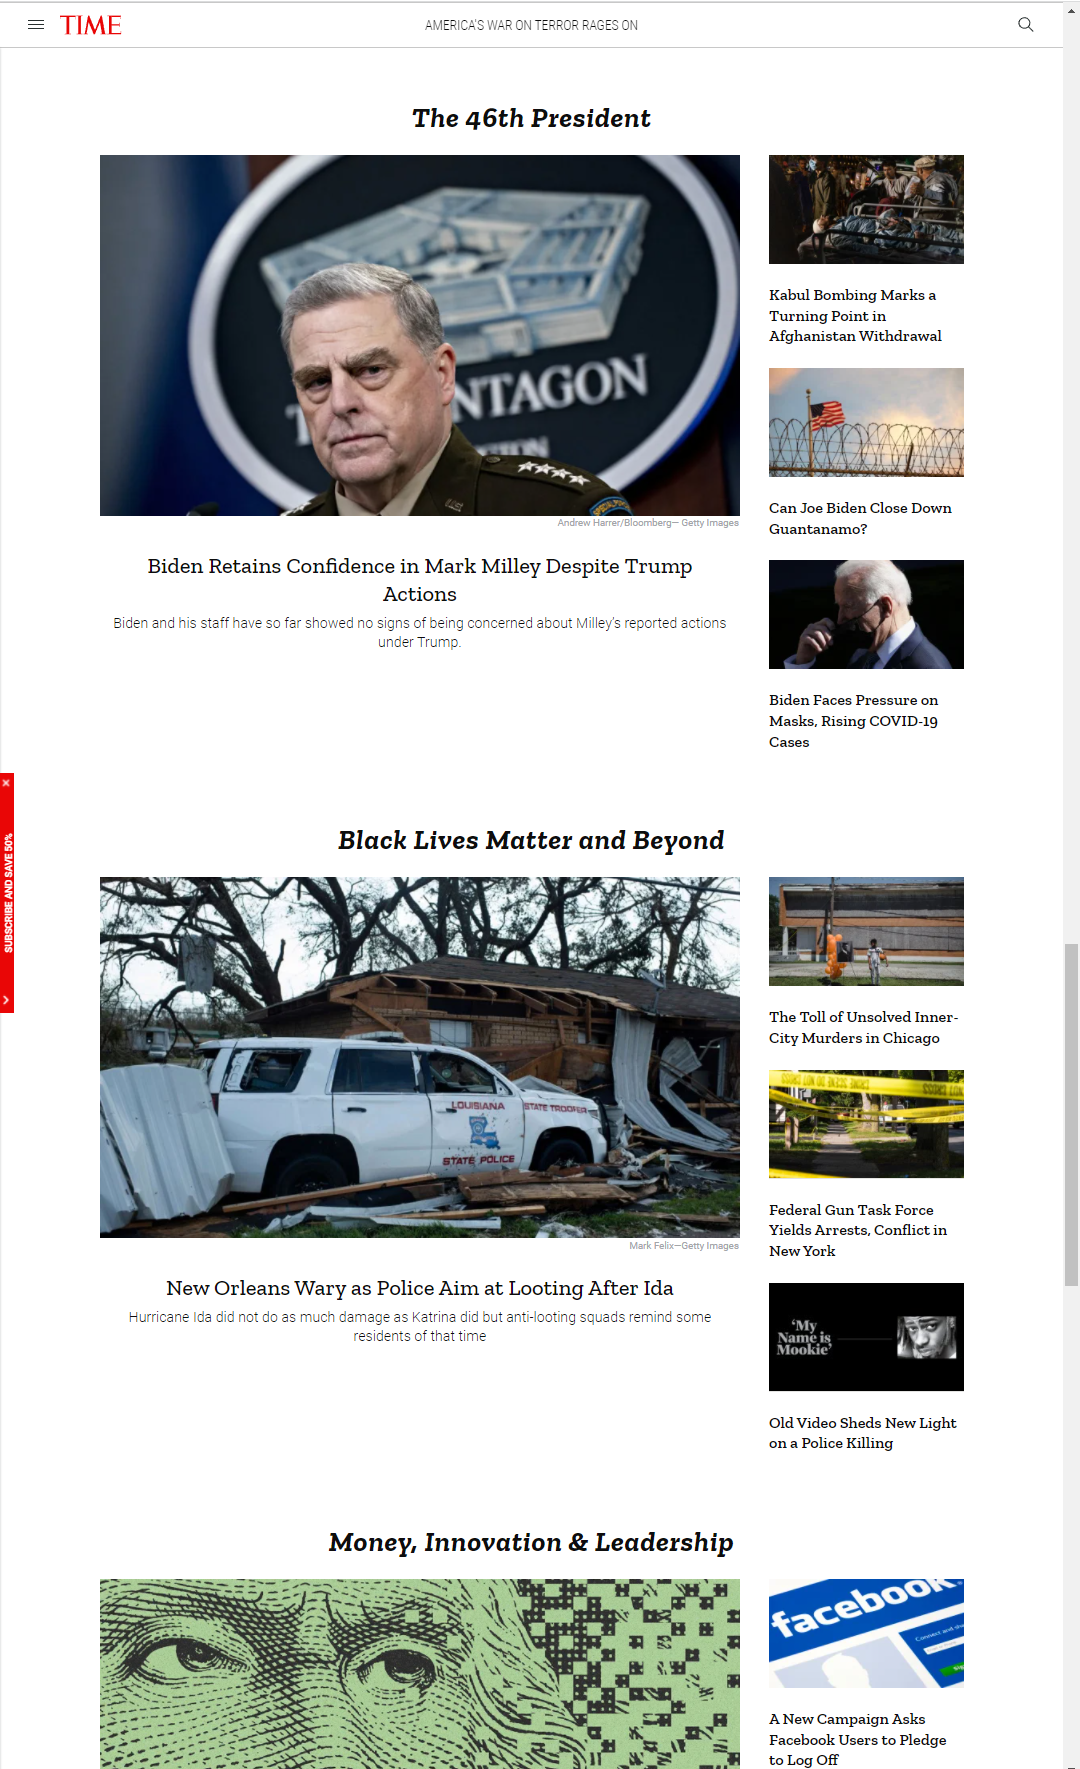 TIME
AMERICA'S WAR ON TERROR RAGES ON
The 46th President
NTAGON
Andrew Harrer/Bloomberg— Getty Images
Biden Retains Confidence in Mark Milley Despite Trump
Actions
Biden and his staff have so far showed no signs of being concerned about Milley's reported actions
under Trump.
Kabul Bombing Marks a
Turning Point in
Afghanistan Withdrawal
Can Joe Biden Close Down
Guantanamo?
Biden Faces Pressure on
Masks, Rising COVID-19
Cases
SUBSCRIBE AND SAVE 50%
Black Lives Matter and Beyond
LOUISIANA STATE TROOPER
STATE POLICE
Mark Felix—Getty Images
New Orleans Wary as Police Aim at Looting After Ida
Hurricane Ida did not do as much damage as Katrina did but anti-looting squads remind some
residents of that time
The Toll of Unsolved Inner-
City Murders in Chicago
CRIME SCENE DO NOT CROSS
Federal Gun Task Force
Yields Arrests, Conflict in
New York
'My
Name is
Mookie'
Old Video Sheds New Light
on a Police Killing
Money, Innovation & Leadership
facebook
A New Campaign Asks
Facebook Users to Pledge
to Log Off